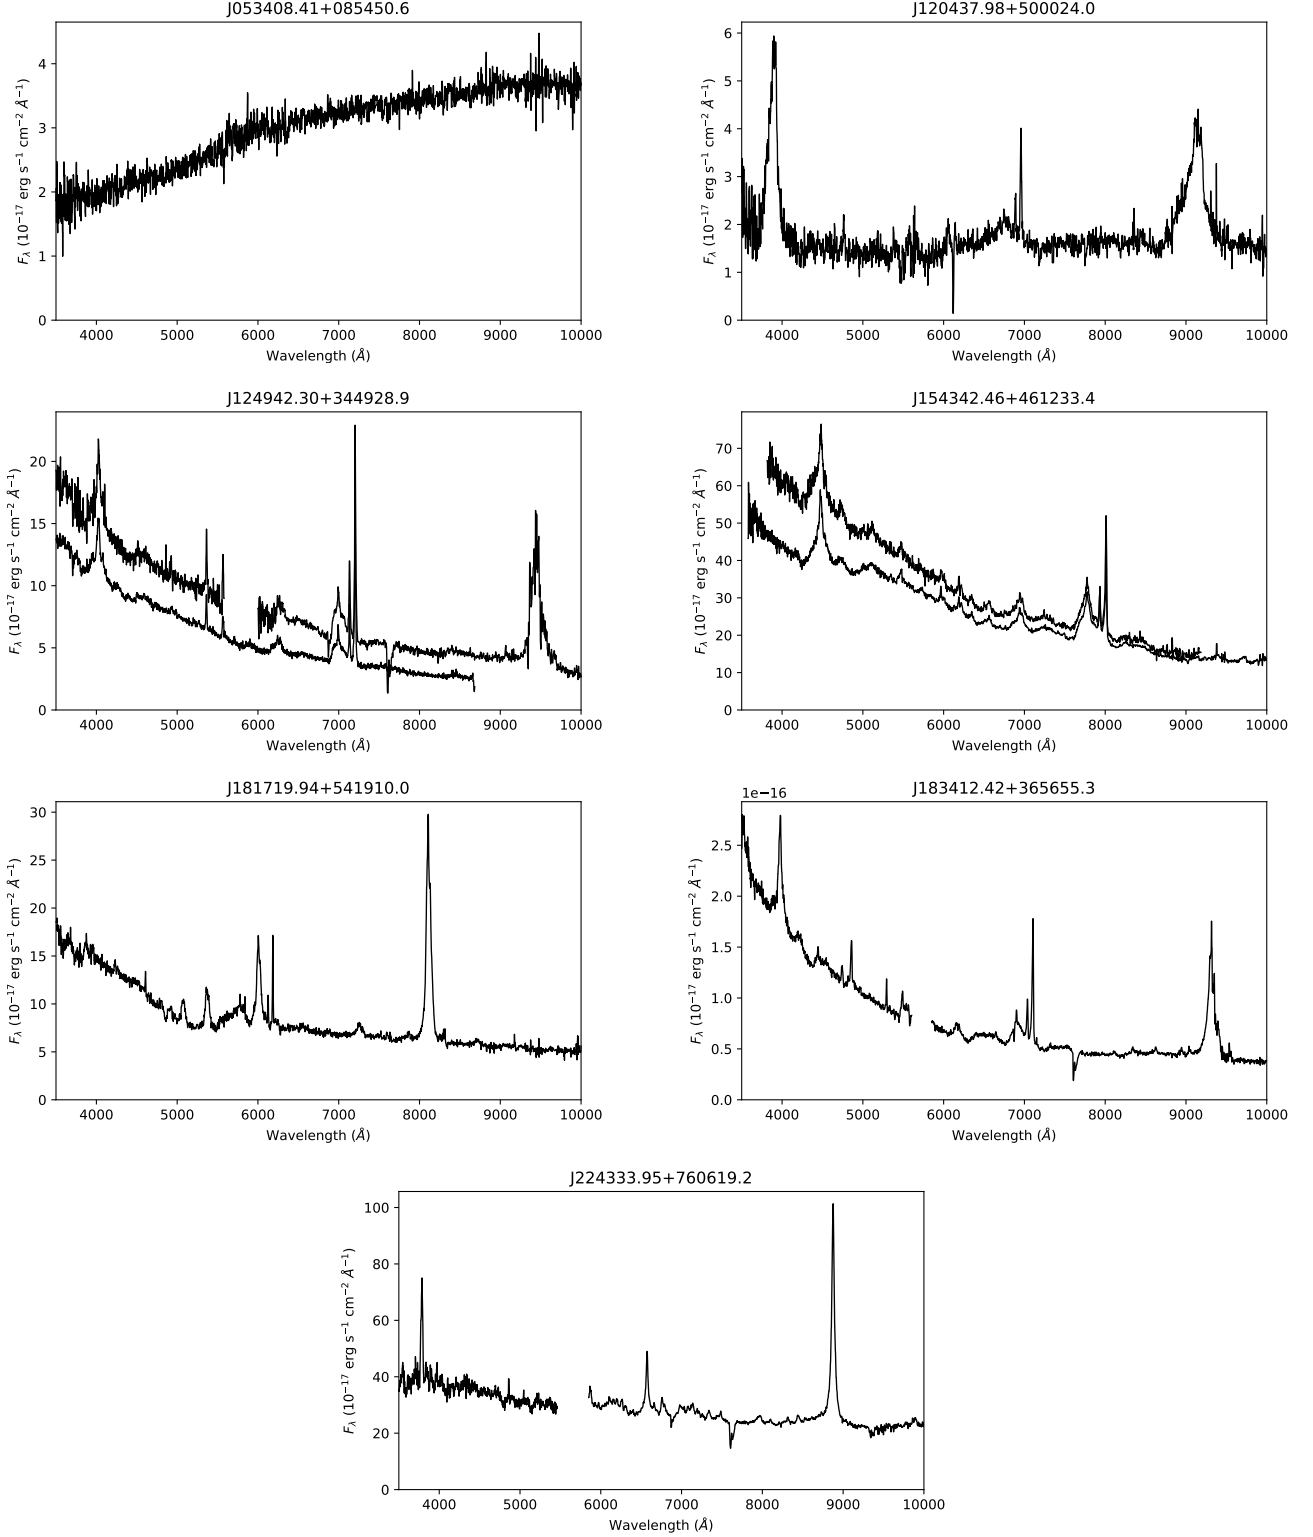 J053408.41+085450.6
4
3
2
1
0
F_λ (10⁻¹⁷ erg s⁻¹ cm⁻² Å⁻¹)
4000 5000 6000 7000 8000 9000 10000
Wavelength (Å)
J120437.98+500024.0
6
5
4
3
2
1
0
F_λ (10⁻¹⁷ erg s⁻¹ cm⁻² Å⁻¹)
4000 5000 6000 7000 8000 9000 10000
Wavelength (Å)
J124942.30+344928.9
20
15
10
5
0
F_λ (10⁻¹⁷ erg s⁻¹ cm⁻² Å⁻¹)
4000 5000 6000 7000 8000 9000 10000
Wavelength (Å)
J154342.46+461233.4
70
60
50
40
30
20
10
0
F_λ (10⁻¹⁷ erg s⁻¹ cm⁻² Å⁻¹)
4000 5000 6000 7000 8000 9000 10000
Wavelength (Å)
J181719.94+541910.0
30
25
20
15
10
5
0
F_λ (10⁻¹⁷ erg s⁻¹ cm⁻² Å⁻¹)
4000 5000 6000 7000 8000 9000 10000
Wavelength (Å)
J183412.42+365655.3
1e−16
2.5
2.0
1.5
1.0
0.5
0.0
F_λ (10⁻¹⁷ erg s⁻¹ cm⁻² Å⁻¹)
4000 5000 6000 7000 8000 9000 10000
Wavelength (Å)
J224333.95+760619.2
100
80
60
40
20
0
F_λ (10⁻¹⁷ erg s⁻¹ cm⁻² Å⁻¹)
4000 5000 6000 7000 8000 9000 10000
Wavelength (Å)